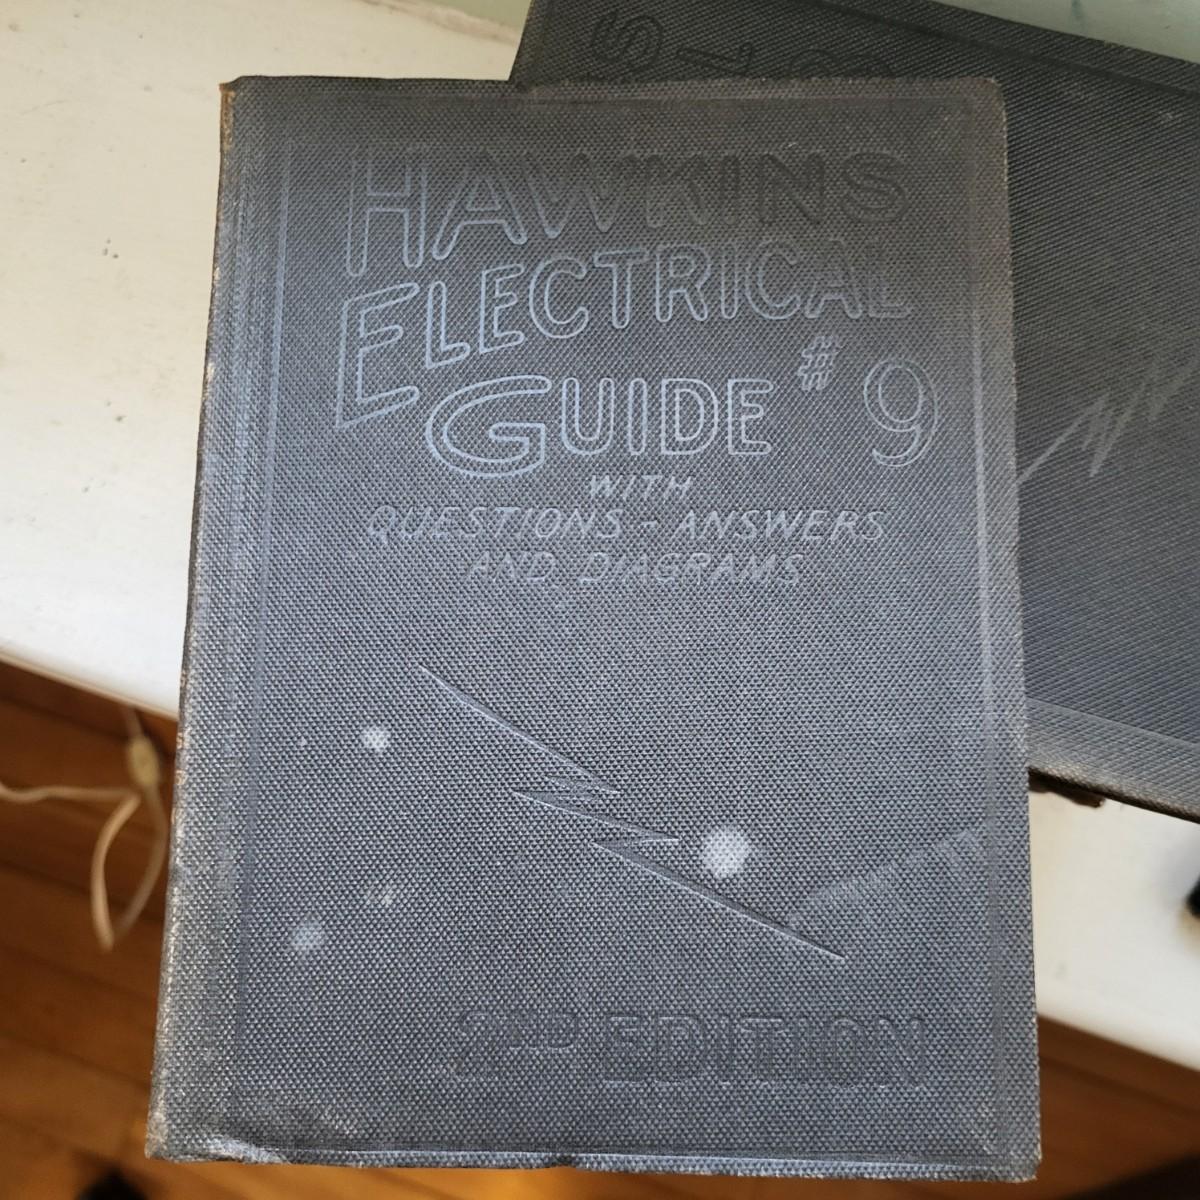 HAWKINS
ELECTRICAL
GUIDE # 9
WITH
QUESTIONS - ANSWERS
AND DIAGRAMS
2ND EDITION